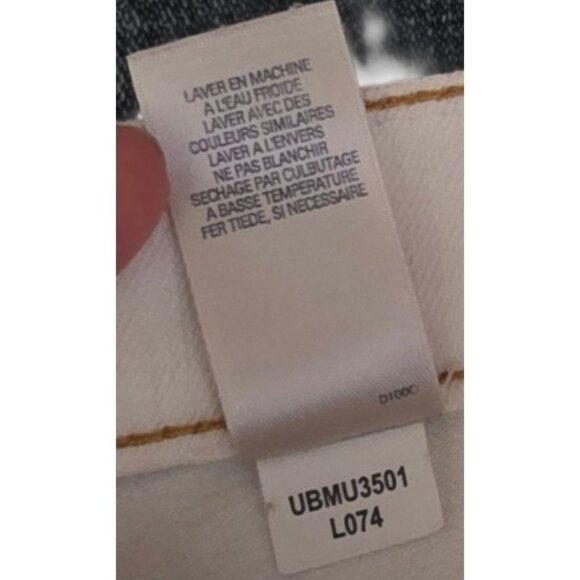 LAVER EN MACHINE
A L'EAU FROIDE
LAVER AVEC DES
COULEURS SIMILAIRES
LAVER A L'ENVERS
NE PAS BLANCHIR
SECHAGE PAR CULBUTAGE
A BASSE TEMPERATURE
FER TIEDE, SI NECESSAIRE
D100C
UBMU3501
L074